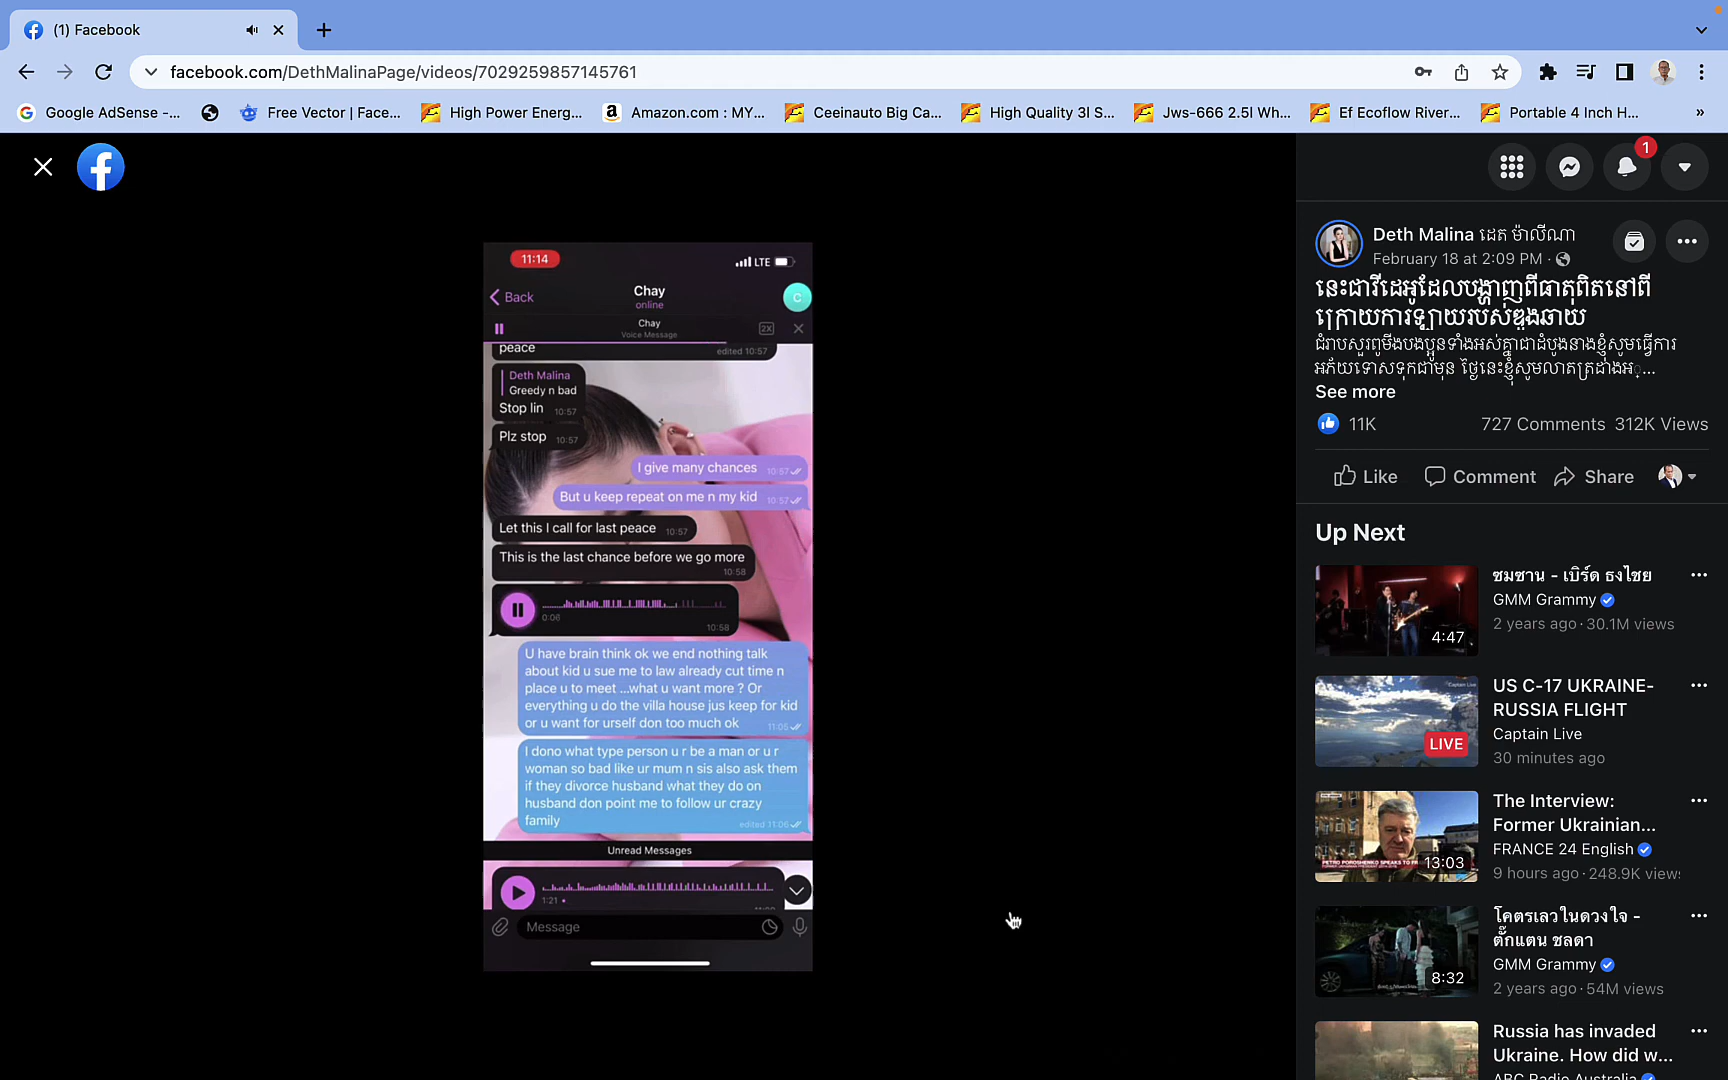 (1) Facebook
facebook.com/DethMalinaPage/videos/7029259857145761
Google AdSense -...
Free Vector | Face...
High Power Energ...
Amazon.com : MY...
Ceeinauto Big Ca...
High Quality 3l S...
Jws-666 2.5l Wh...
Ef Ecoflow River...
Portable 4 Inch H...
»
11:14
LTE
Back
Chay
online
C
Chay
Voice Message
2X
peace
edited 10:57
Deth Malina
Greedy n bad
Stop lin 10:57
Plz stop 10:57
I give many chances 10:57
But u keep repeat on me n my kid 10:57
Let this I call for last peace 10:57
This is the last chance before we go more
10:58
0:06
10:58
U have brain think ok we end nothing talk
about kid u sue me to law already cut time n
place u to meet ...what u want more ? Or
everything u do the villa house jus keep for kid
or u want for urself don too much ok 11:05
I dono what type person u r be a man or u r
woman so bad like ur mum n sis also ask them
if they divorce husband what they do on
husband don point me to follow ur crazy
family
edited 11:06
Unread Messages
1:21
Message
1
Deth Malina ដេត ម៉ាលីណា
February 18 at 2:09 PM ·
នេះជាវីដេអូដែលបង្ហាញពីធាតុពិតនៅពី
ក្រោយការឡាយរបស់ឌួងឆាយ
ជំរាបសួរពូមីងបងប្អូនទាំងអស់គ្នាជាដំបូងនាងខ្ញុំសូមធ្វើការ
អភ័យទោសទុកជាមុន ថ្ងៃនេះខ្ញុំសូមលាតត្រដាង
See more
11K
727 Comments 312K Views
Like
Comment
Share
Up Next
ซมซาน - เบิร์ด ธงไชย
GMM Grammy
2 years ago · 30.1M views
4:47
US C-17 UKRAINE-
RUSSIA FLIGHT
Captain Live
30 minutes ago
LIVE
The Interview:
Former Ukrainian...
FRANCE 24 English
9 hours ago · 248.9K views
PETRO POROSHENKO SPEAKS TO
13:03
โคตรเลวในดวงใจ -
ตั๊กแตน ชลดา
GMM Grammy
2 years ago · 54M views
8:32
Russia has invaded
Ukraine. How did w...
ABC Radio Australia